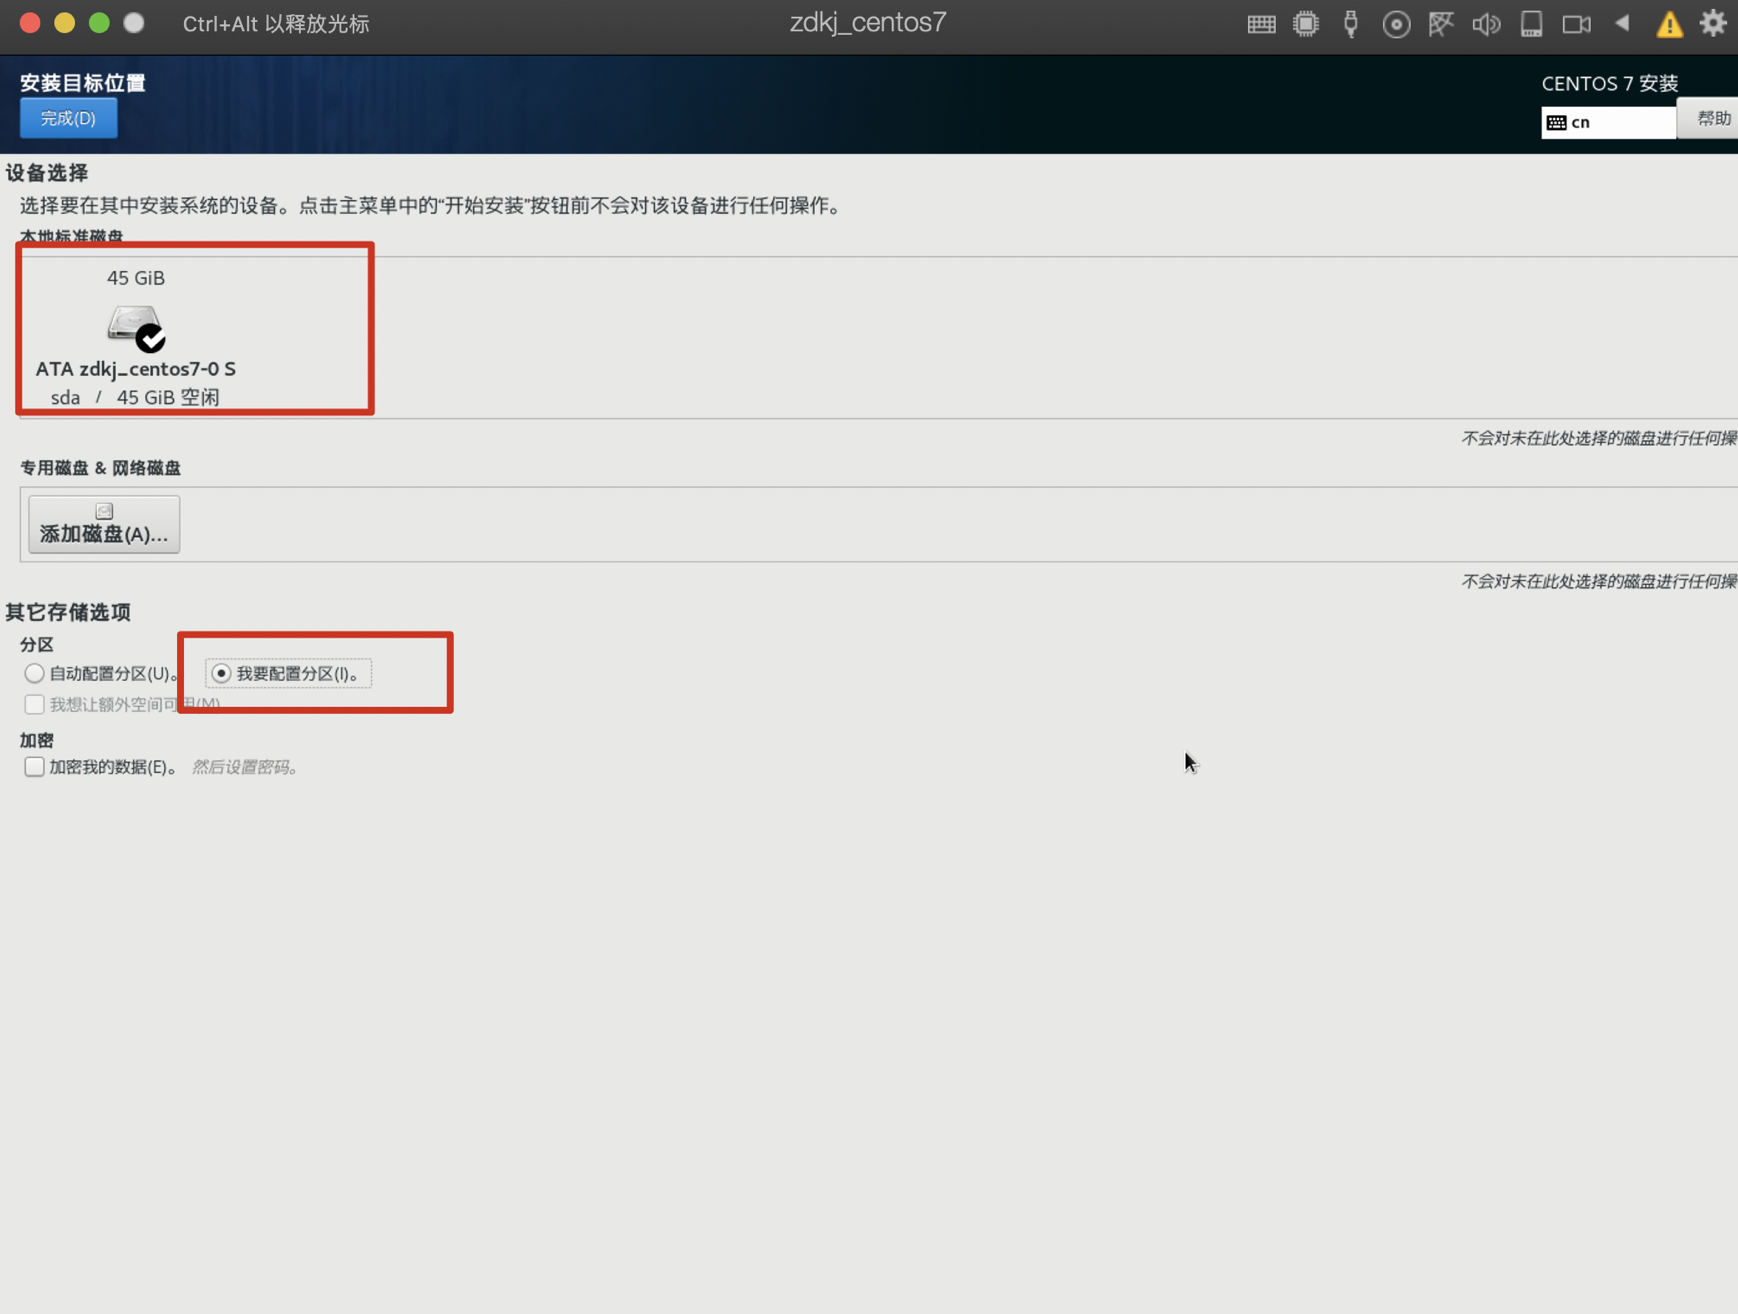 Ctrl+Alt 以释放光标
zdkj_centos7
安装目标位置
CENTOS 7 安装
完成(D)
cn
帮助
设备选择
选择要在其中安装系统的设备。点击主菜单中的“开始安装”按钮前不会对该设备进行任何操作。
本地标准磁盘
45 GiB
ATA zdkj_centos7-0 S
sda / 45 GiB 空闲
不会对未在此处选择的磁盘进行任何操
专用磁盘 & 网络磁盘
添加磁盘(A)...
不会对未在此处选择的磁盘进行任何操
其它存储选项
分区
自动配置分区(U)。 我要配置分区(I)。
我想让额外空间可用(M)
加密
加密我的数据(E)。 然后设置密码。